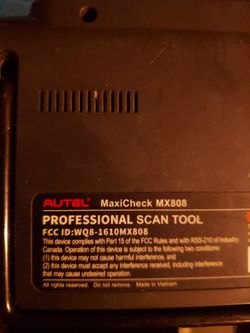 AUTEL MaxiCheck MX808
PROFESSIONAL SCAN TOOL
FCC ID:WQ8-1610MX808
This device complies with Part 15 of the FCC Rules and with RSS-210 of Industry
Canada. Operation is subject to the following two conditions:
(1) this device may not cause harmful interference, and
(2) this device must accept any interference received, including interference
that may cause undesired operation.
All rights reserved. Do not remove. Made in Vietnam